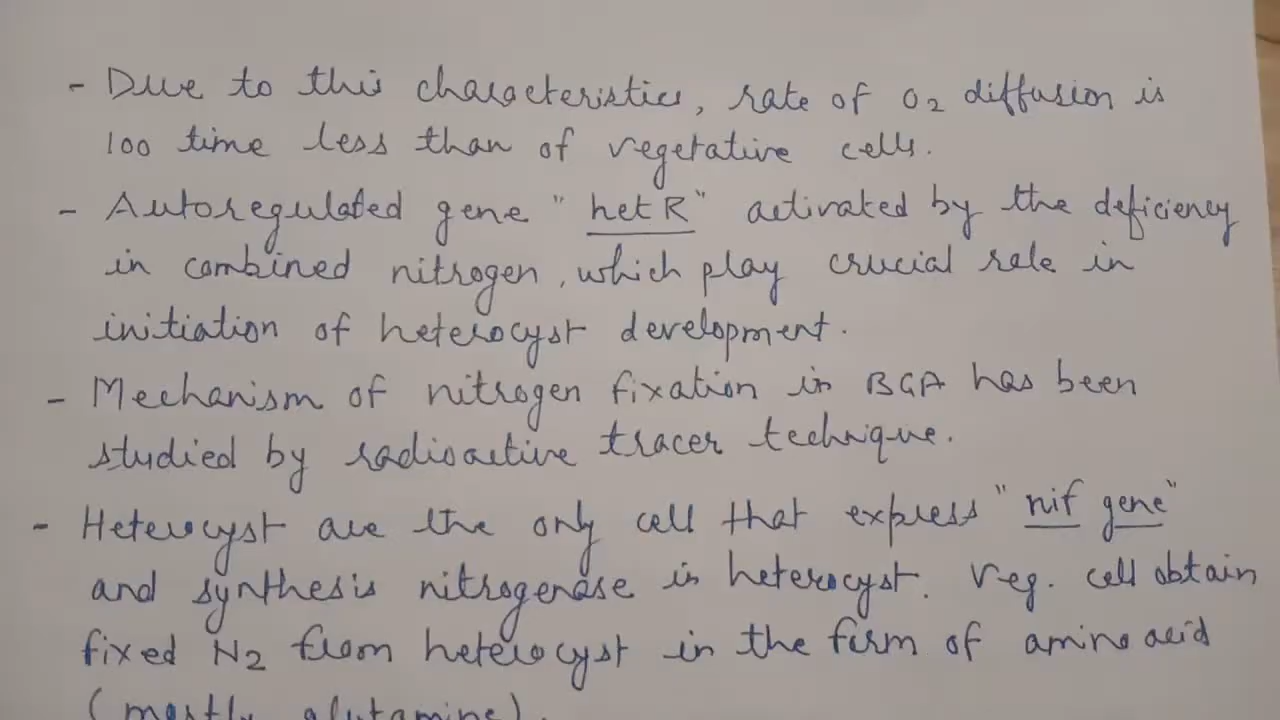 - Due to this characteristics, rate of O2 diffusion is
100 time less than of vegetative cells.
- Autoregulated gene "hetR" activated by the deficiency
in combined nitrogen, which play crucial role in
initiation of heterocyst development.
- Mechanism of nitrogen fixation in BGA has been
studied by radioactive tracer technique.
- Heterocyst are the only cell that express "nif gene"
and synthesis nitrogenase in heterocyst. Veg. cell obtain
fixed N2 from heterocyst in the form of amino acid
(mostly glutamine).